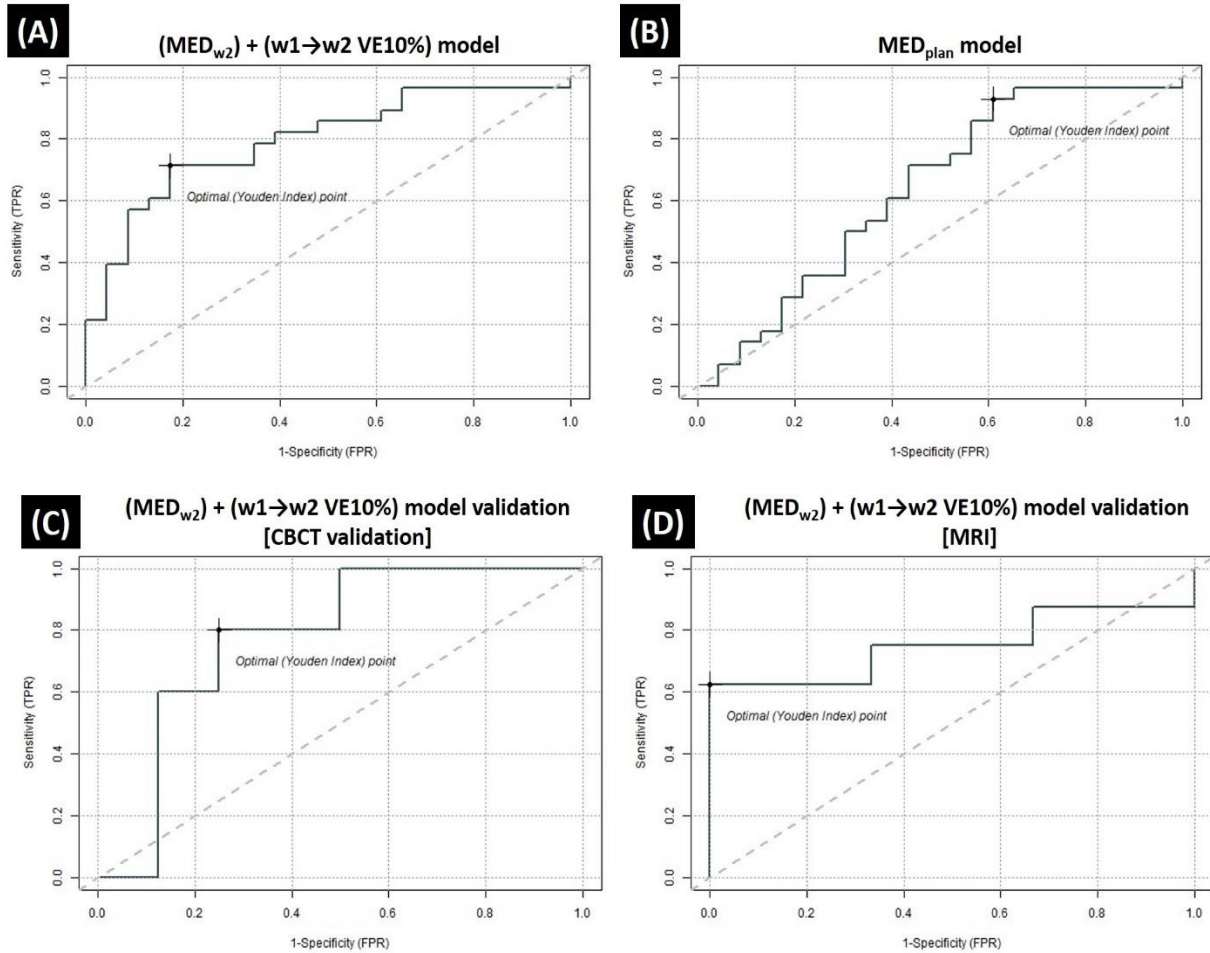 (A)
(MEDw2) + (w1→w2 VE10%) model
Sensitivity (TPR)
1.0
0.8
0.6
0.4
0.2
0.0
Optimal (Youden Index) point
0.0 0.2 0.4 0.6 0.8 1.0
1-Specificity (FPR)
(B)
MEDplan model
Sensitivity (TPR)
1.0
0.8
0.6
0.4
0.2
0.0
Optimal (Youden Index) point
0.0 0.2 0.4 0.6 0.8 1.0
1-Specificity (FPR)
(C)
(MEDw2) + (w1→w2 VE10%) model validation
[CBCT validation]
Sensitivity (TPR)
1.0
0.8
0.6
0.4
0.2
0.0
Optimal (Youden Index) point
0.0 0.2 0.4 0.6 0.8 1.0
1-Specificity (FPR)
(D)
(MEDw2) + (w1→w2 VE10%) model validation
[MRI]
Sensitivity (TPR)
1.0
0.8
0.6
0.4
0.2
0.0
Optimal (Youden Index) point
0.0 0.2 0.4 0.6 0.8 1.0
1-Specificity (FPR)